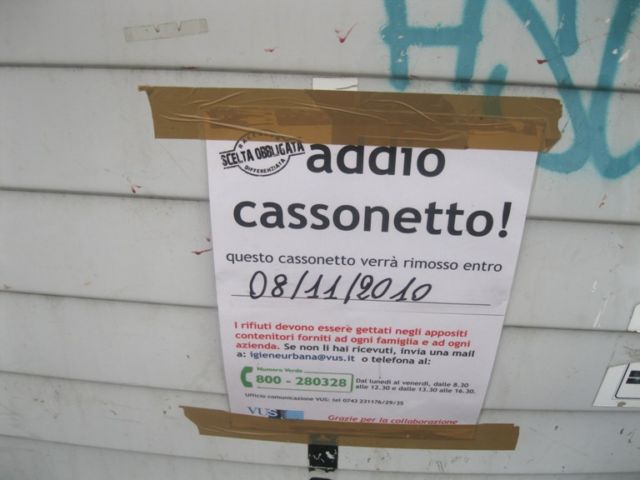 RACCOLTA
SCELTA OBBLIGATA
DIFFERENZIATA
addio
cassonetto!
questo cassonetto verrà rimosso entro
08/11/2010
I rifiuti devono essere gettati negli appositi
contenitori forniti ad ogni famiglia e ad ogni
azienda. Se non li hai ricevuti, invia una mail
a: igieneurbana@vus.it o telefona al:
Numero Verde
800 - 280328
Dal lunedì al venerdì, dalle 8.30
alle 12.30 e dalle 13.30 alle 16.30.
Ufficio comunicazione VUS: tel 0743 231176/29/35
VUS
Grazie per la collaborazione